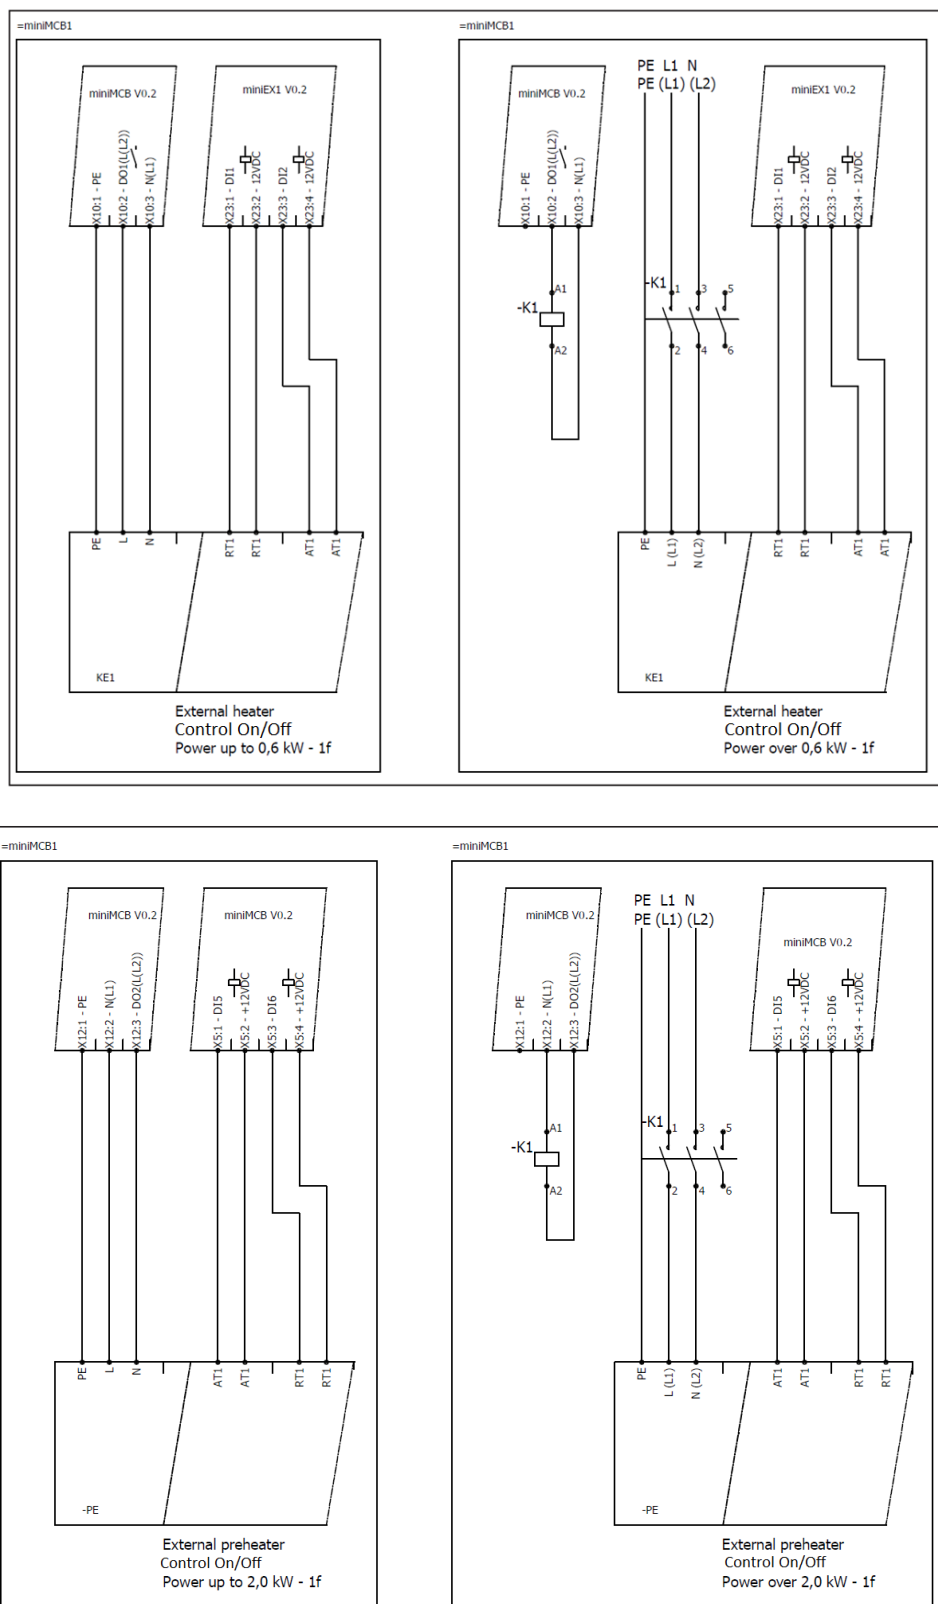 =miniMCB1
miniMCB V0.2
miniEX1 V0.2
X10:1 - PE
X10:2 - DO1(L(L2))
X10:3 - N(L1)
X23:1 - DI1
X23:2 - 12VDC
X23:3 - DI2
X23:4 - 12VDC
PE
L
N
RT1
RT1
AT1
AT1
KE1
External heater
Control On/Off
Power up to 0,6 kW - 1f
=miniMCB1
PE L1 N
PE (L1) (L2)
miniMCB V0.2
miniEX1 V0.2
X10:1 - PE
X10:2 - DO1(L(L2))
X10:3 - N(L1)
X23:1 - DI1
X23:2 - 12VDC
X23:3 - DI2
X23:4 - 12VDC
-K1
A1
A2
-K1
1
3
5
2
4
6
PE
L (L1)
N (L2)
RT1
RT1
AT1
AT1
KE1
External heater
Control On/Off
Power over 0,6 kW - 1f
=miniMCB1
miniMCB V0.2
miniMCB V0.2
X12:1 - PE
X12:2 - N(L1)
X12:3 - DO2(L(L2))
X5:1 - DI5
X5:2 - +12VDC
X5:3 - DI6
X5:4 - +12VDC
PE
L
N
AT1
AT1
RT1
RT1
-PE
External preheater
Control On/Off
Power up to 2,0 kW - 1f
=miniMCB1
PE L1 N
PE (L1) (L2)
miniMCB V0.2
miniMCB V0.2
X12:1 - PE
X12:2 - N(L1)
X12:3 - DO2(L(L2))
X5:1 - DI5
X5:2 - +12VDC
X5:3 - DI6
X5:4 - +12VDC
-K1
A1
A2
-K1
1
3
5
2
4
6
PE
L (L1)
N (L2)
AT1
AT1
RT1
RT1
-PE
External preheater
Control On/Off
Power over 2,0 kW - 1f